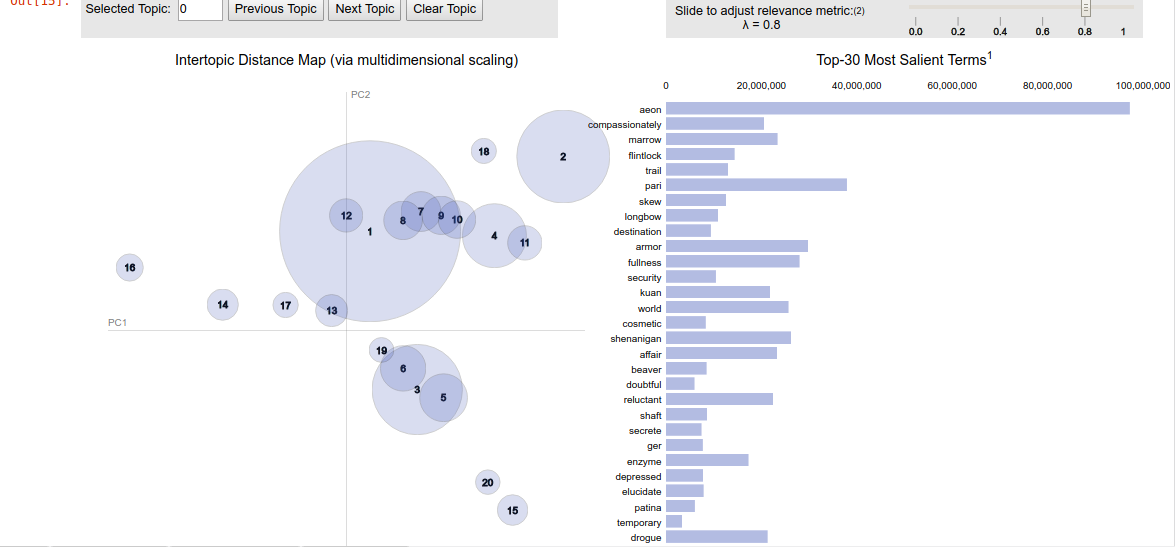 Out[15]:
Selected Topic: 0 Previous Topic Next Topic Clear Topic
Slide to adjust relevance metric:(2)
λ = 0.8
0.0 0.2 0.4 0.6 0.8 1
Intertopic Distance Map (via multidimensional scaling)
PC2
PC1
18
2
12
8
7
9
10
1
4
11
16
14
17
13
19
6
3
5
20
15
Top-30 Most Salient Terms1
0 20,000,000 40,000,000 60,000,000 80,000,000 100,000,000
aeon
compassionately
marrow
flintlock
trail
pari
skew
longbow
destination
armor
fullness
security
kuan
world
cosmetic
shenanigan
affair
beaver
doubtful
reluctant
shaft
secrete
ger
enzyme
depressed
elucidate
patina
temporary
drogue